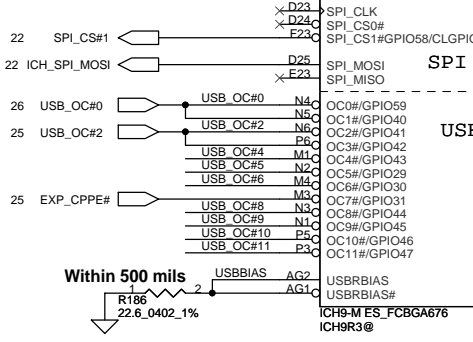 D23 SPI_CLK
D24 SPI_CS0#
22 SPI_CS#1 F23 SPI_CS1#GPIO58/CLGPIO
22 ICH_SPI_MOSI D25 SPI_MOSI SPI
E23 SPI_MISO
26 USB_OC#0 USB_OC#0 N4 OC0#/GPIO59
N5 OC1#/GPIO40
25 USB_OC#2 USB_OC#2 N6 OC2#/GPIO41 USB
P6 OC3#/GPIO42
USB_OC#4 M1 OC4#/GPIO43
USB_OC#5 N2 OC5#/GPIO29
USB_OC#6 M4 OC6#/GPIO30
25 EXP_CPPE# M3 OC7#/GPIO31
USB_OC#8 N3 OC8#/GPIO44
USB_OC#9 N1 OC9#/GPIO45
USB_OC#10 P5 OC10#/GPIO46
USB_OC#11 P3 OC11#/GPIO47
Within 500 mils USBBIAS AG2 USBRBIAS
1 2 AG1 USBRBIAS#
R186
22.6_0402_1%
ICH9-M ES_FCBGA676
ICH9R3@